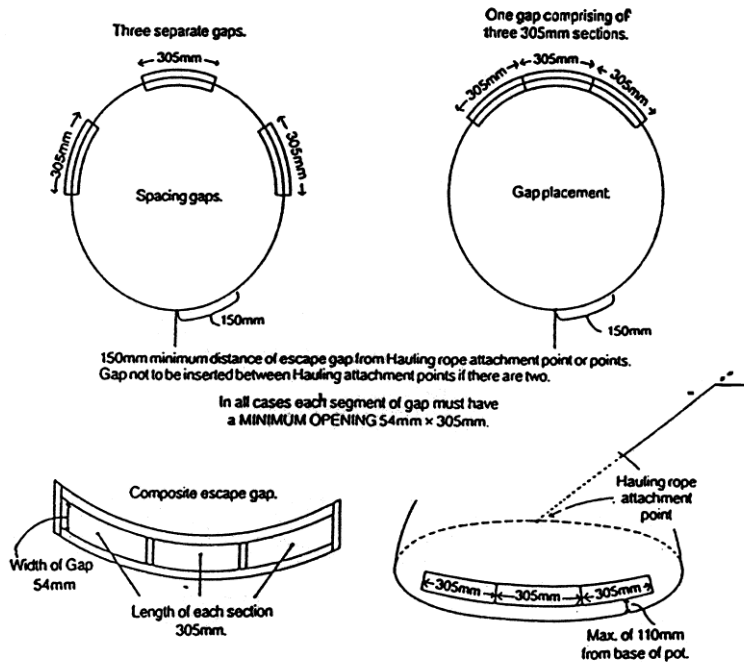 Three separate gaps.
305mm
305mm
305mm
Spacing gaps.
150mm
One gap comprising of
three 305mm sections.
305mm
305mm
305mm
Gap placement.
150mm
150mm minimum distance of escape gap from Hauling rope attachment point or points.
Gap not to be inserted between Hauling attachment points if there are two.
In all cases each segment of gap must have
a MINIMUM OPENING 54mm × 305mm.
Composite escape gap.
Width of Gap
54mm
Length of each section
305mm.
Hauling rope
attachment
point
305mm
305mm
305mm
Max. of 110mm
from base of pot.